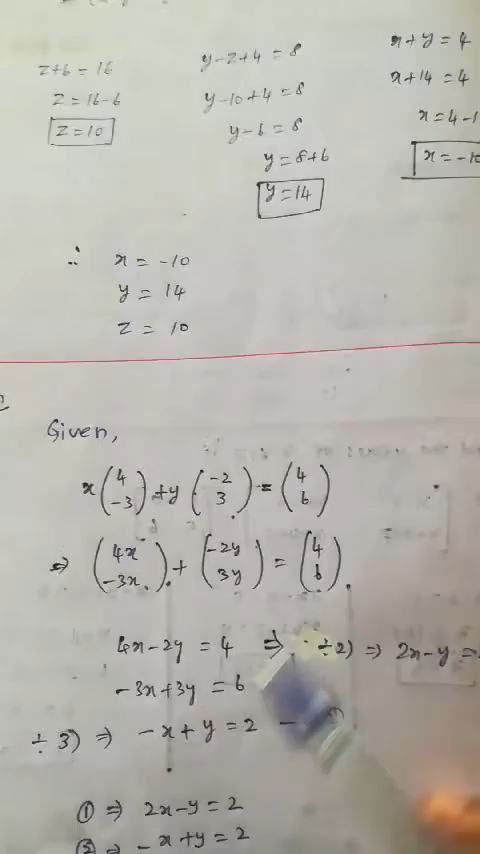 z+6 = 16
z = 16-6
z = 10
y-z+4 = 8
y-10+4 = 8
y-6 = 8
y = 8+6
y = 14
x+y = 4
x+14 = 4
x = 4-1
x = -10
∴ x = -10
y = 14
z = 10
Given,
x(4 -3) + y(-2 3) = (4 6)
⇒ (4x -3x) + (-2y 3y) = (4 6)
4x-2y = 4 ⇒ ÷2) ⇒ 2x-y =
-3x+3y = 6
÷3) ⇒ -x+y = 2 -
① ⇒ 2x-y = 2
② ⇒ -x+y = 2